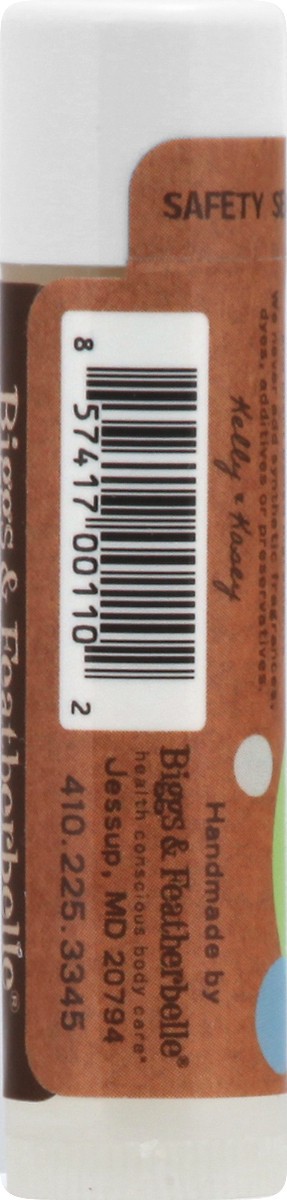 SAFETY
We never add synthetic fragrances,
dyes, additives or preservatives.
Kelly & Kasey
8 57417 00110 2
Handmade by
Biggs & Featherbelle®
health conscious body care®
Jessup, MD 20794
410.225.3345
Biggs & Featherbelle®